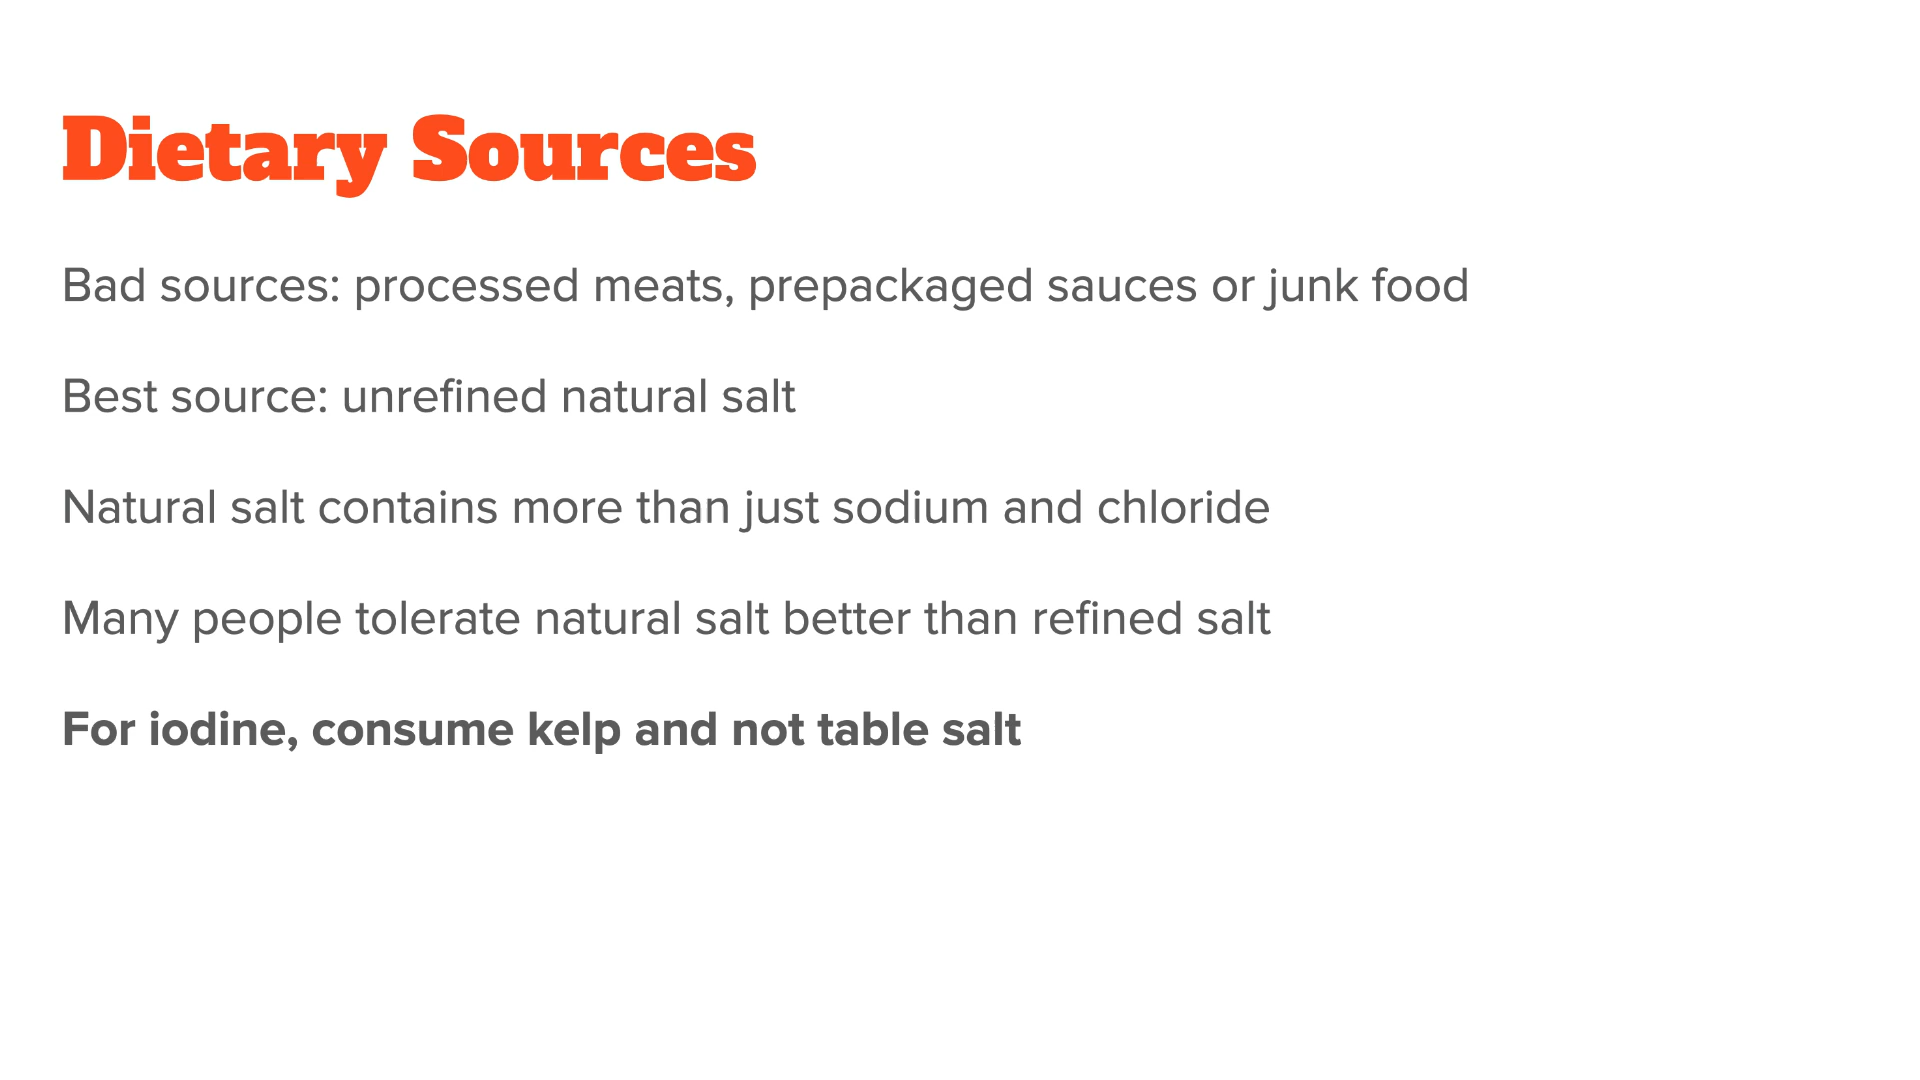 Dietary Sources
Bad sources: processed meats, prepackaged sauces or junk food
Best source: unrefined natural salt
Natural salt contains more than just sodium and chloride
Many people tolerate natural salt better than refined salt
For iodine, consume kelp and not table salt